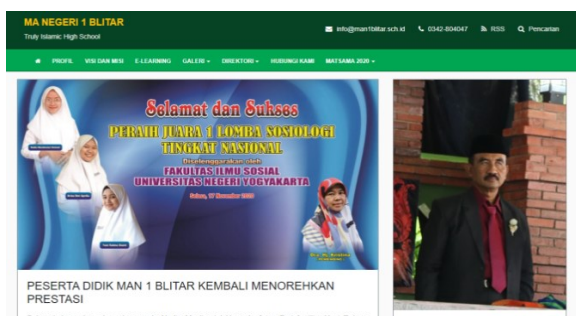 MA NEGERI 1 BLITAR
Truly Islamic High School
info@man1blitar.sch.id 0342-804047 RSS Pencarian
PROFIL VISI DAN MISI E-LEARNING GALERI DIREKTORI HUBUNGI KAMI MATSAMA 2020
Selamat dan Sukses
PERAIH JUARA 1 LOMBA SOSIOLOGI
TINGKAT NASIONAL
Diselenggarakan oleh
FAKULTAS ILMU SOSIAL
UNIVERSITAS NEGERI YOGYAKARTA
PESERTA DIDIK MAN 1 BLITAR KEMBALI MENOREHKAN
PRESTASI